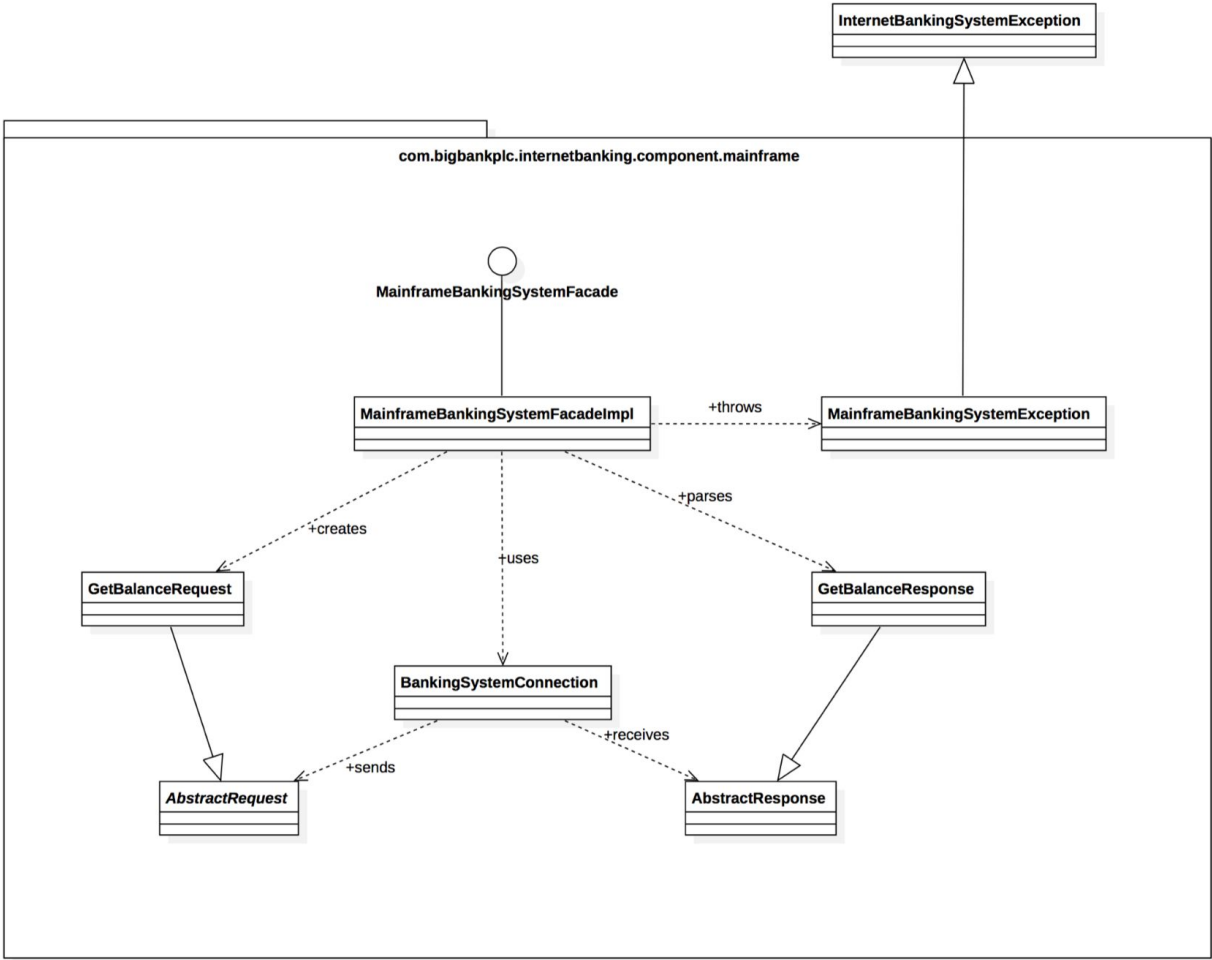 InternetBankingSystemException
com.bigbankplc.internetbanking.component.mainframe
MainframeBankingSystemFacade
MainframeBankingSystemFacadeImpl
+throws
MainframeBankingSystemException
+creates
+uses
+parses
GetBalanceRequest
GetBalanceResponse
BankingSystemConnection
+sends
+receives
AbstractRequest
AbstractResponse